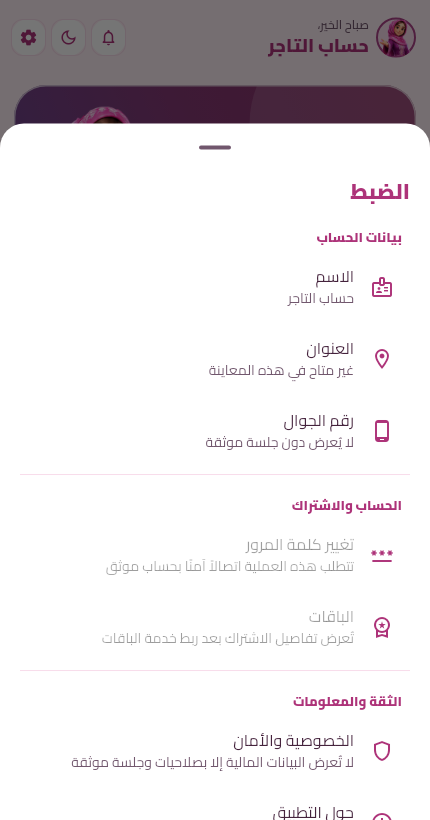 صباح الخير،
حساب التاجر
الضبط
بيانات الحساب
الاسم
حساب التاجر
العنوان
غير متاح في هذه المعاينة
رقم الجوال
لا يُعرض دون جلسة موثقة
الحساب والاشتراك
تغيير كلمة المرور
تتطلب هذه العملية اتصالاً آمنًا بحساب موثق
الباقات
تُعرض تفاصيل الاشتراك بعد ربط خدمة الباقات
الثقة والمعلومات
الخصوصية والأمان
لا تُعرض البيانات المالية إلا بصلاحيات وجلسة موثقة
حول التطبيق